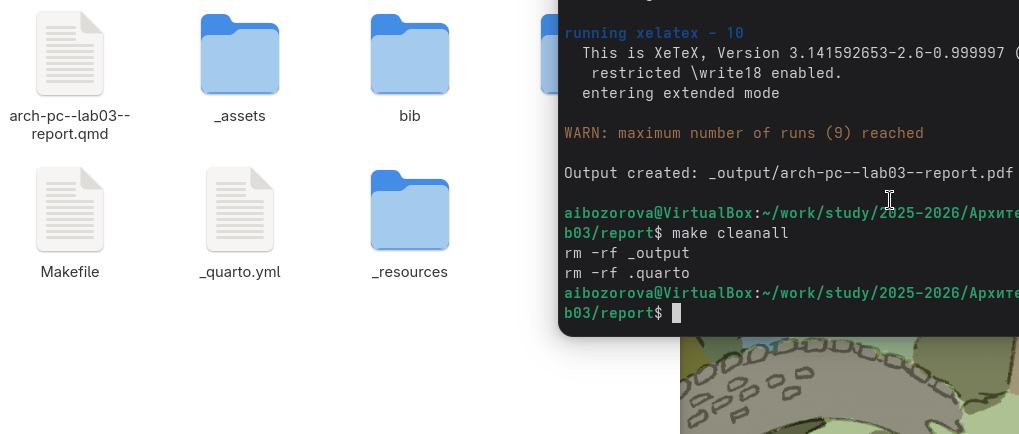 arch-pc--lab03--
report.qmd
_assets
bib
Makefile
_quarto.yml
_resources
running xelatex - 10
This is XeTeX, Version 3.141592653-2.6-0.999997 (
restricted \write18 enabled.
entering extended mode
WARN: maximum number of runs (9) reached
Output created: _output/arch-pc--lab03--report.pdf
aibozorova@VirtualBox:~/work/study/2025-2026/Архите
b03/report$ make cleanall
rm -rf _output
rm -rf .quarto
aibozorova@VirtualBox:~/work/study/2025-2026/Архите
b03/report$